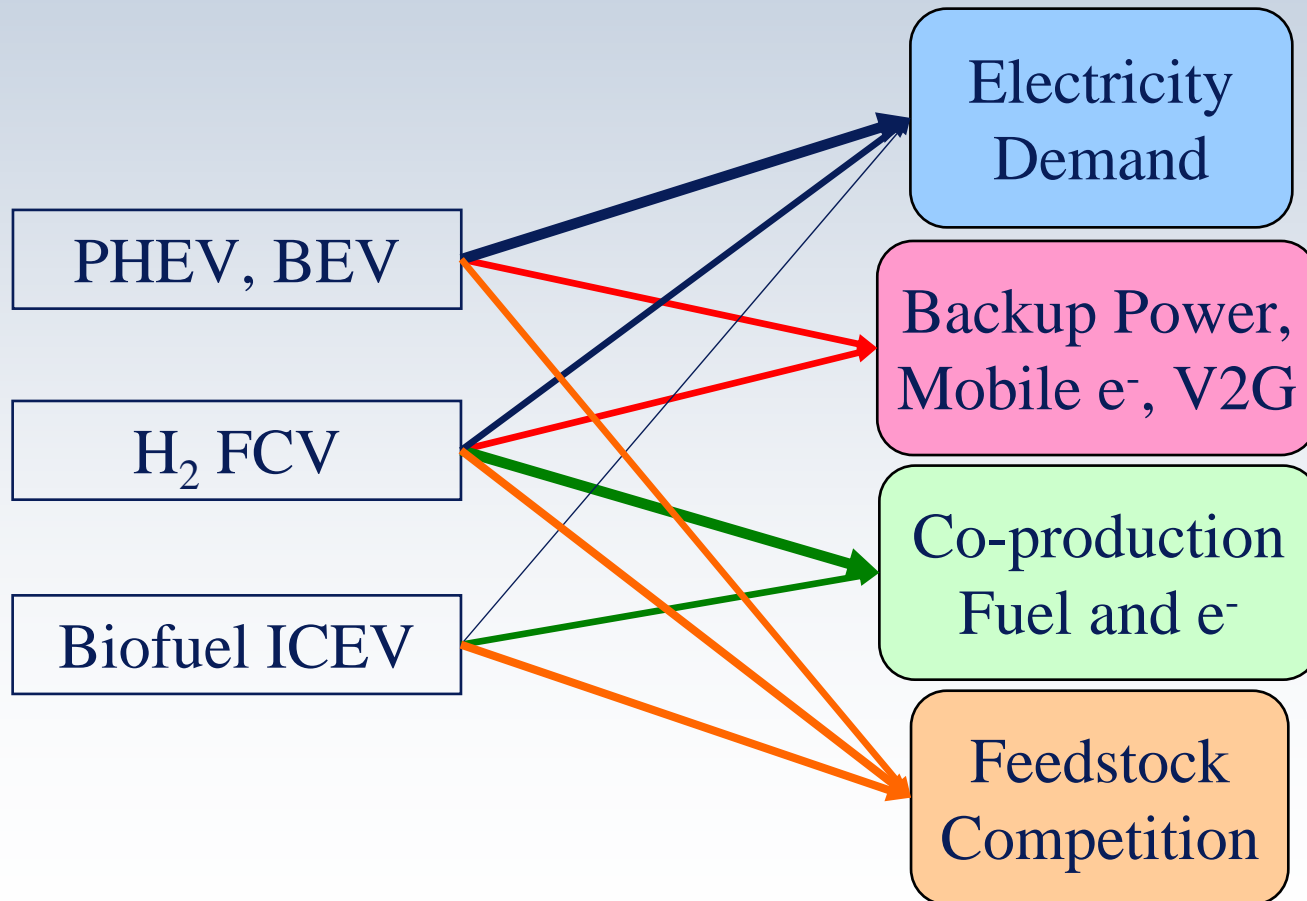 PHEV, BEV
H₂ FCV
Biofuel ICEV
Electricity
Demand
Backup Power,
Mobile e⁻, V2G
Co-production
Fuel and e⁻
Feedstock
Competition